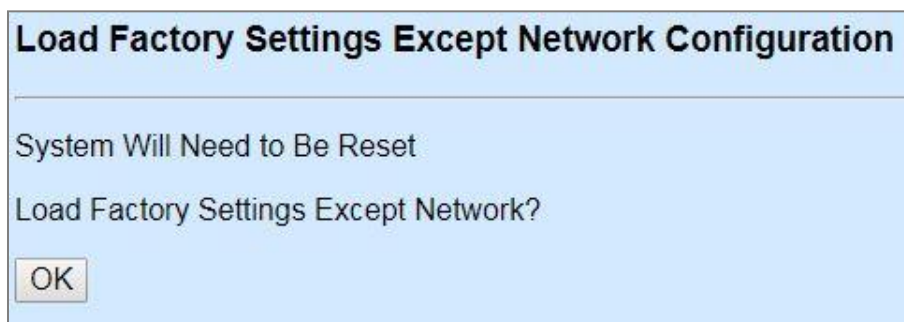 Load Factory Settings Except Network Configuration
System Will Need to Be Reset
Load Factory Settings Except Network?
OK